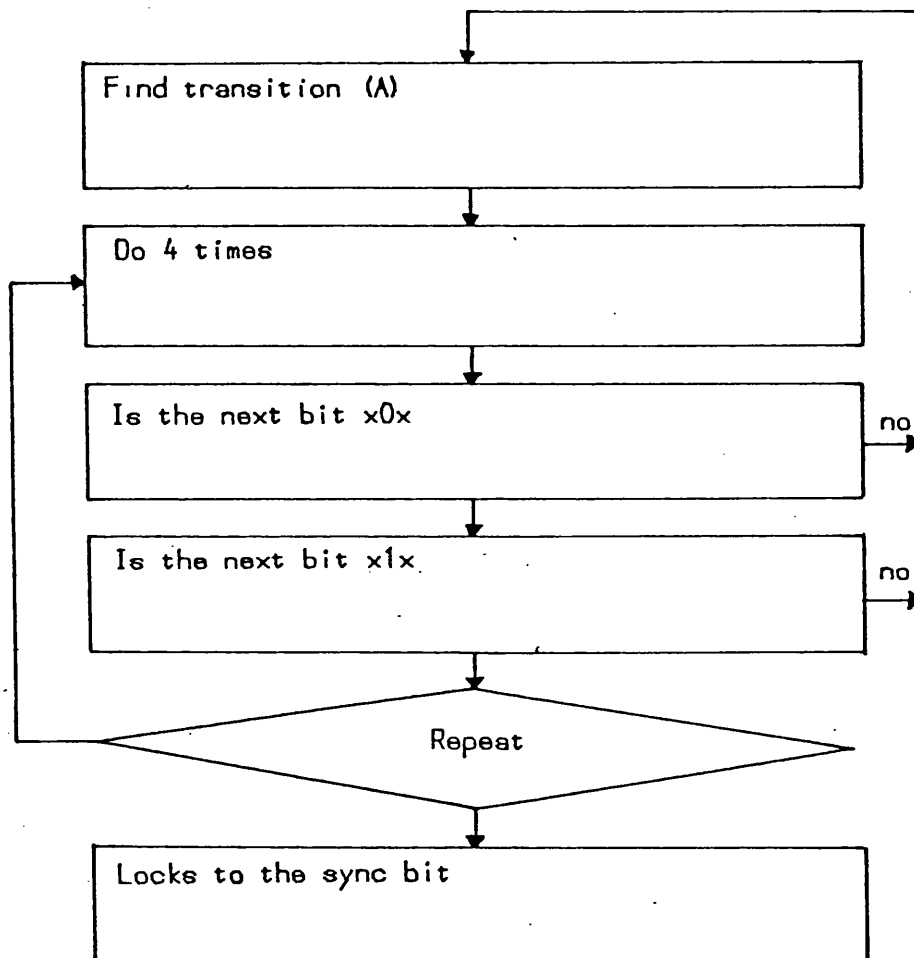 Find transition (A)
Do 4 times
Is the next bit x0x
no
Is the next bit x1x
no
Repeat
Locks to the sync bit